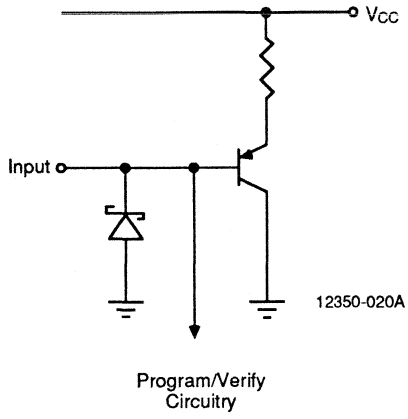 VCC
Input
12350-020A
Program/Verify
Circuitry